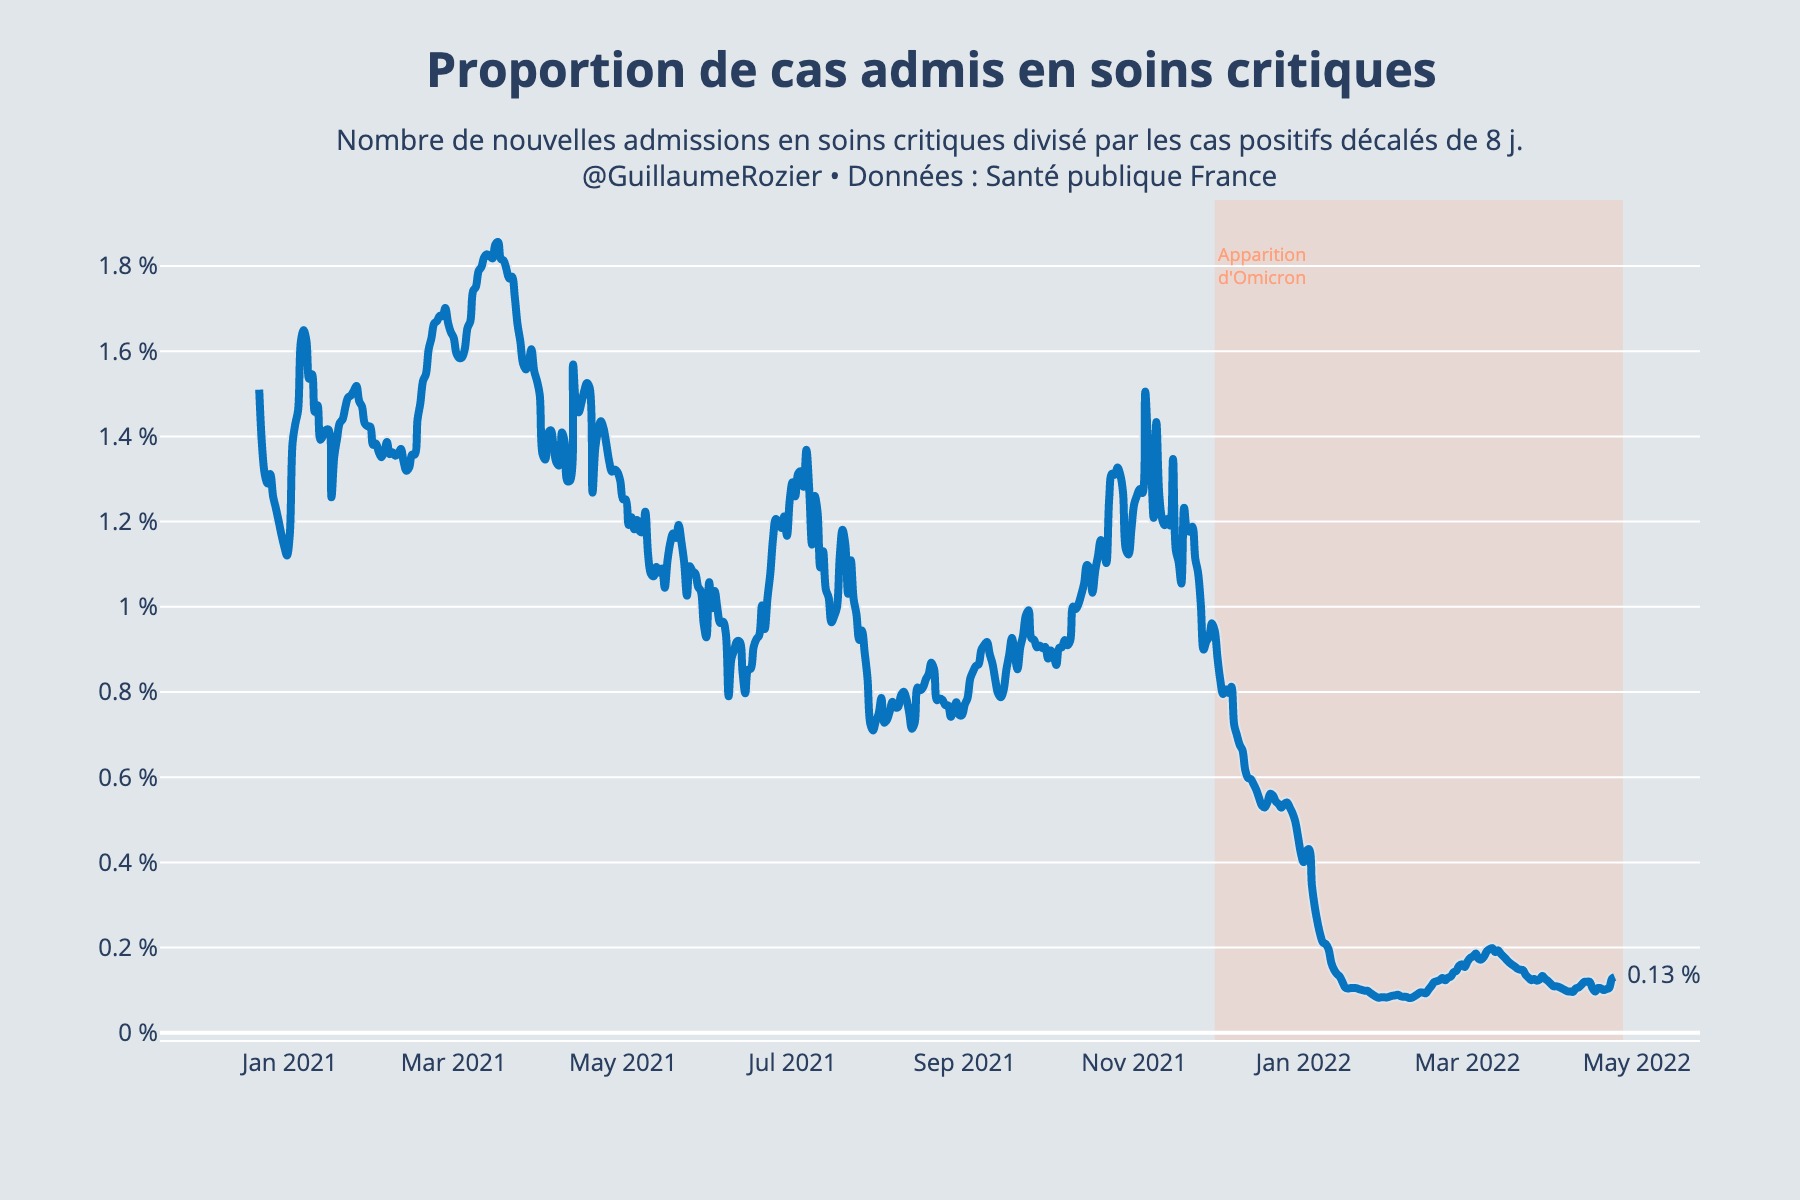 Proportion de cas admis en soins critiques
Nombre de nouvelles admissions en soins critiques divisé par les cas positifs décalés de 8 j.
@GuillaumeRozier • Données : Santé publique France
Apparition
d'Omicron
1.8 %
1.6 %
1.4 %
1.2 %
1 %
0.8 %
0.6 %
0.4 %
0.2 %
0 %
0.13 %
Jan 2021 Mar 2021 May 2021 Jul 2021 Sep 2021 Nov 2021 Jan 2022 Mar 2022 May 2022